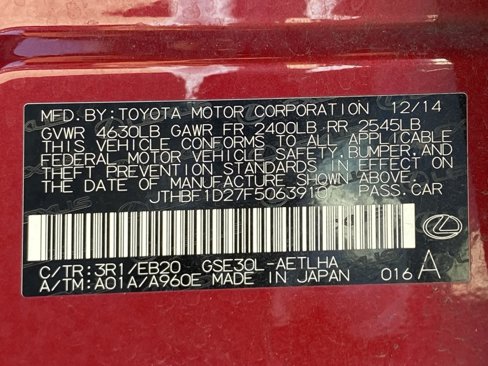 MFD.BY:TOYOTA MOTOR CORPORATION 12/14
GVWR 4630LB GAWR FR 2400LB RR 2545LB
THIS VEHICLE CONFORMS TO ALL APPLICABLE
FEDERAL MOTOR VEHICLE SAFETY,BUMPER,AND
THEFT PREVENTION STANDARDS IN EFFECT ON
THE DATE OF MANUFACTURE SHOWN ABOVE.
PASS.CAR
C/TR:3R1/EB20 GSE30L-AETLHA
A/TM:A01A/A960E MADE IN JAPAN 016 A